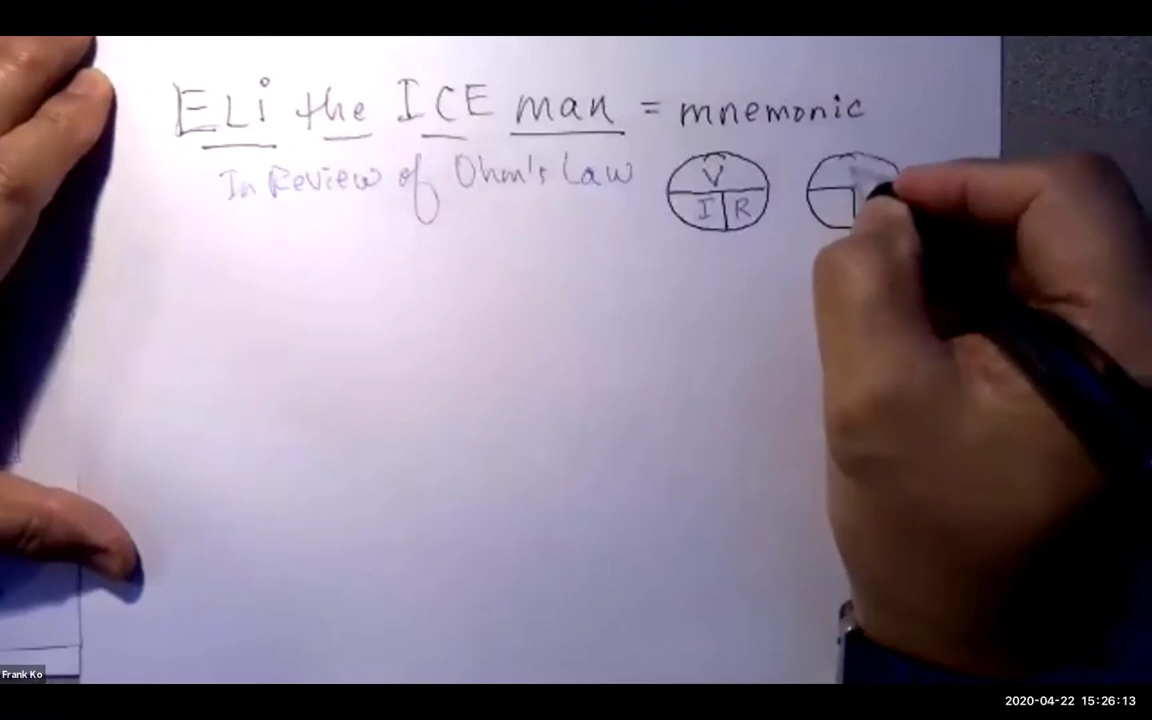 ELi the ICE man = mnemonic
In Review of Ohm's Law
V
I R
Frank Ko
2020-04-22 15:26:13